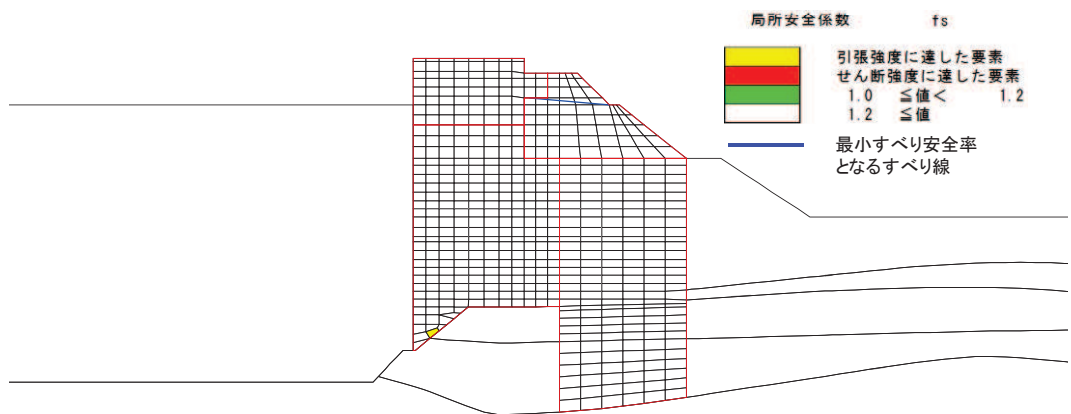 局所安全係数 fs
引張強度に達した要素
せん断強度に達した要素
1.0 ≦値< 1.2
1.2 ≦値
最小すべり安全率
となるすべり線